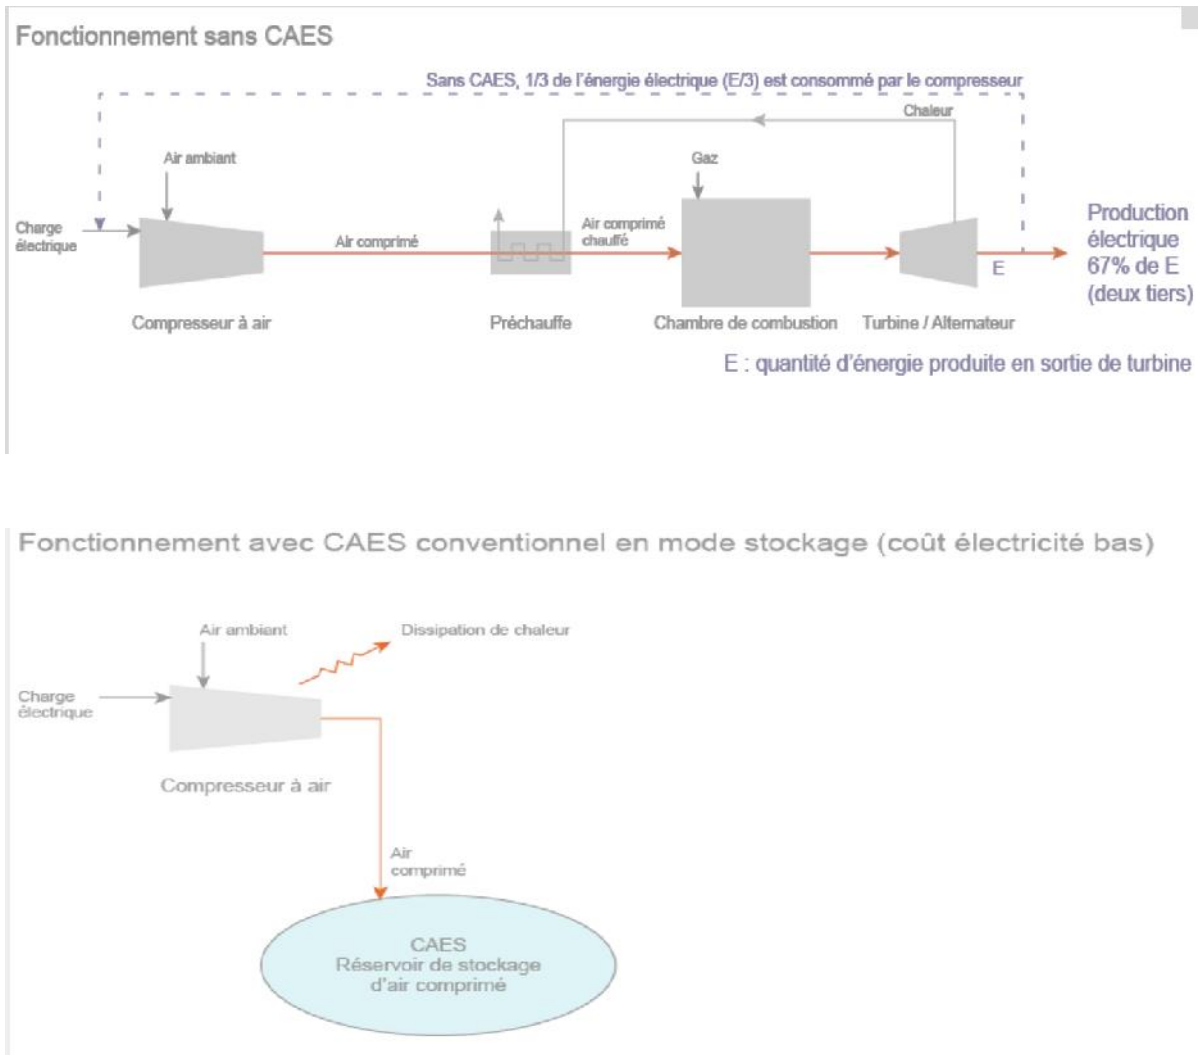 Fonctionnement sans CAES
Sans CAES, 1/3 de l'énergie électrique (E/3) est consommé par le compresseur
Chaleur
Air ambiant
Gaz
Charge
électrique
Air comprimé
Air comprimé
chauffé
E
Production
électrique
67% de E
(deux tiers)
Compresseur à air
Préchauffe
Chambre de combustion
Turbine / Alternateur
E : quantité d'énergie produite en sortie de turbine
Fonctionnement avec CAES conventionnel en mode stockage (coût électricité bas)
Air ambiant
Dissipation de chaleur
Charge
électrique
Compresseur à air
Air
comprimé
CAES
Réservoir de stockage
d'air comprimé